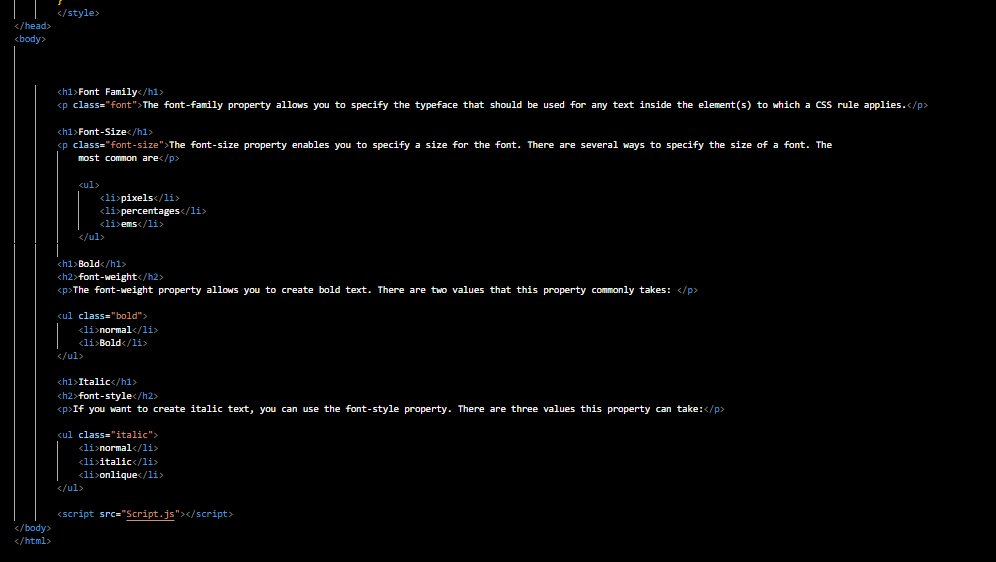 }
</style>
</head>
<body>
<h1>Font Family</h1>
<p class="font">The font-family property allows you to specify the typeface that should be used for any text inside the element(s) to which a CSS rule applies.</p>
<h1>Font-Size</h1>
<p class="font-size">The font-size property enables you to specify a size for the font. There are several ways to specify the size of a font. The
most common are</p>
<ul>
<li>pixels</li>
<li>percentages</li>
<li>ems</li>
</ul>
<h1>Bold</h1>
<h2>font-weight</h2>
<p>The font-weight property allows you to create bold text. There are two values that this property commonly takes: </p>
<ul class="bold">
<li>normal</li>
<li>Bold</li>
</ul>
<h1>Italic</h1>
<h2>font-style</h2>
<p>If you want to create italic text, you can use the font-style property. There are three values this property can take:</p>
<ul class="italic">
<li>normal</li>
<li>italic</li>
<li>onlique</li>
</ul>
<script src="Script.js"></script>
</body>
</html>